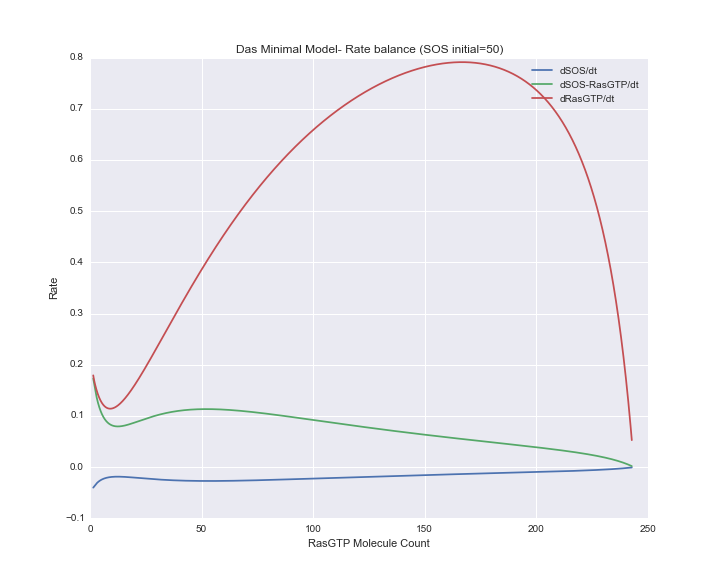 Das Minimal Model- Rate balance (SOS initial=50)
0.8
0.7
0.6
0.5
0.4
0.3
0.2
0.1
0.0
−0.1
Rate
dSOS/dt
dSOS-RasGTP/dt
dRasGTP/dt
0 50 100 150 200 250
RasGTP Molecule Count